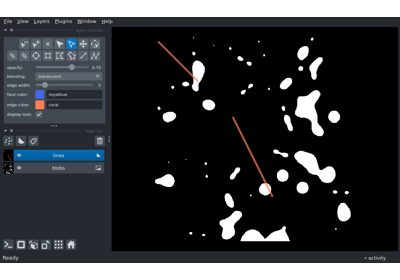 File View Layers Plugins Window Help
opacity: 0.70
blending: translucent
edge width: 5
face color: royalblue
edge color: coral
display text: ✓
lines
blobs
Ready
activity